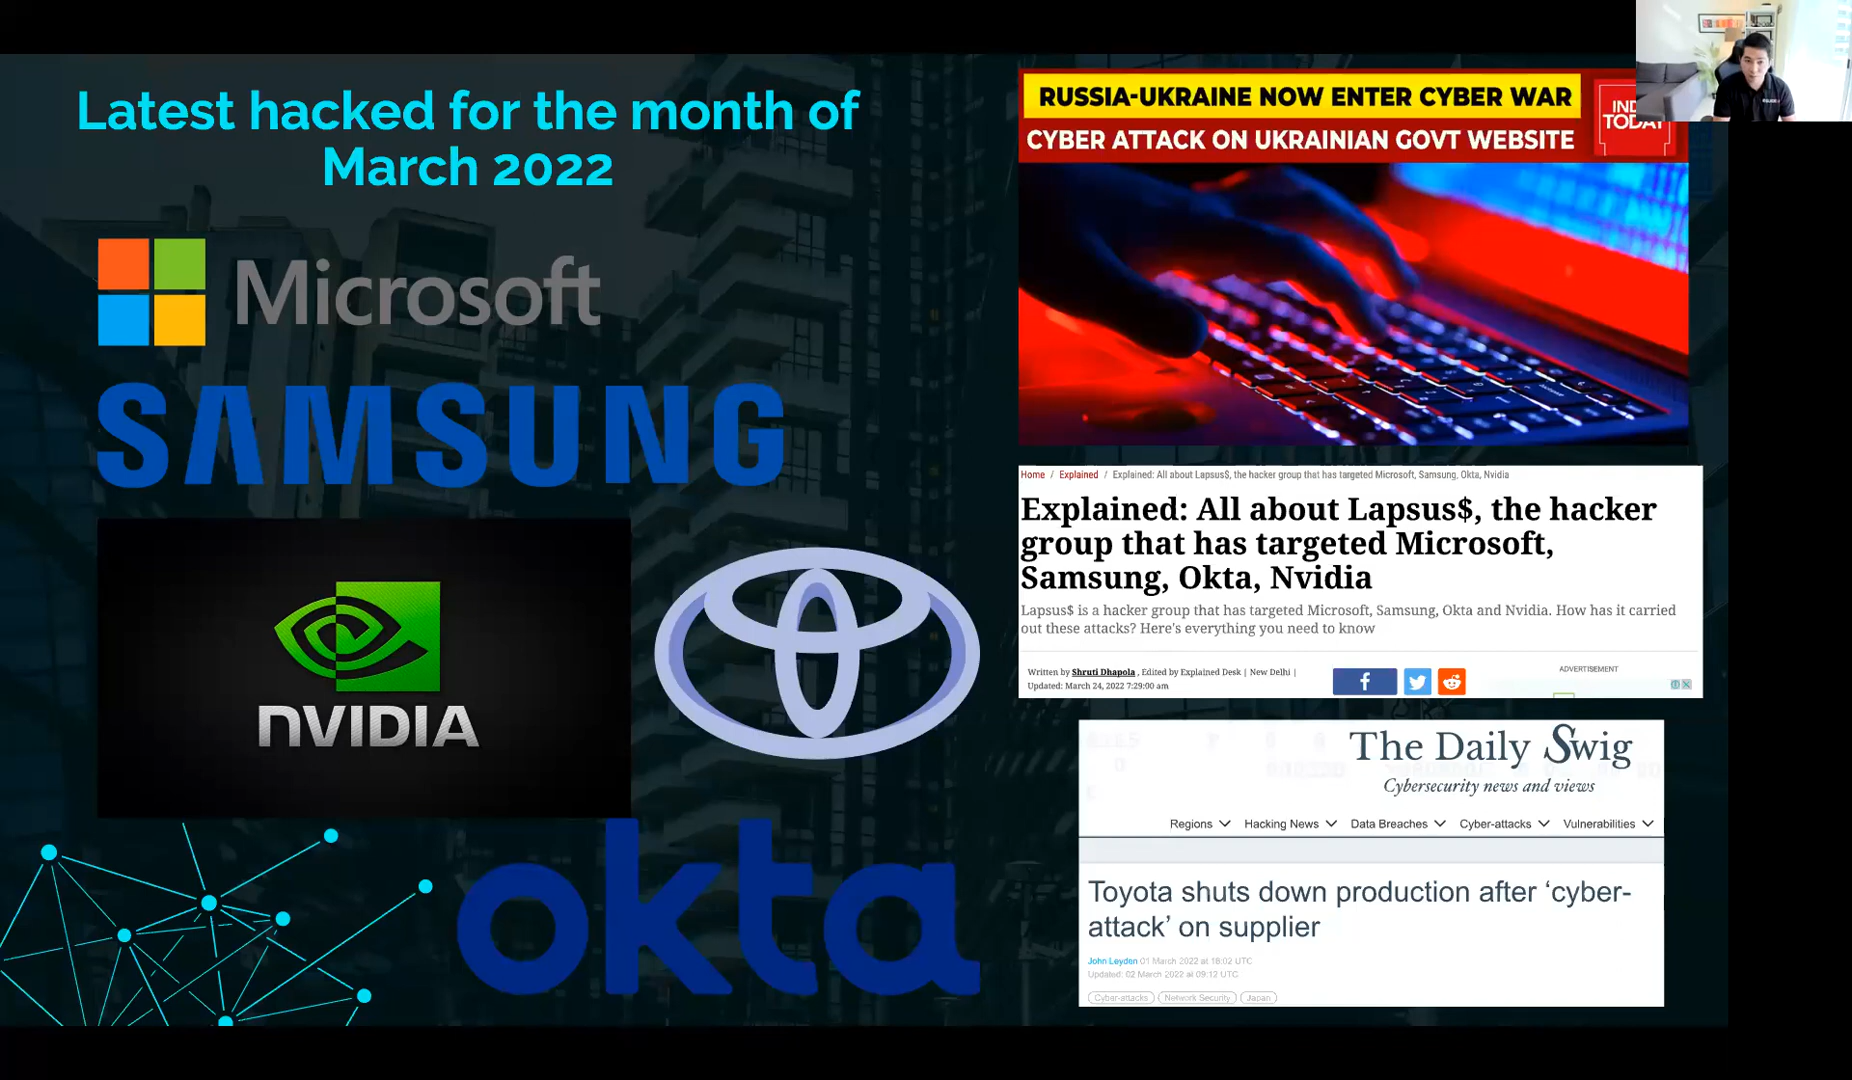 Latest hacked for the month of
March 2022
Microsoft
SAMSUNG
NVIDIA
okta
RUSSIA-UKRAINE NOW ENTER CYBER WAR
CYBER ATTACK ON UKRAINIAN GOVT WEBSITE
TODAY
Home / Explained / Explained: All about Lapsus$, the hacker group that has targeted Microsoft, Samsung, Okta, Nvidia
Explained: All about Lapsus$, the hacker
group that has targeted Microsoft,
Samsung, Okta, Nvidia
Lapsus$ is a hacker group that has targeted Microsoft, Samsung, Okta and Nvidia. How has it carried
out these attacks? Here's everything you need to know
Written by Shruti Dhapola , Edited by Explained Desk | New Delhi |
Updated: March 24, 2022 7:29:00 am
ADVERTISEMENT
The Daily Swig
Cybersecurity news and views
Regions Hacking News Data Breaches Cyber-attacks Vulnerabilities
Toyota shuts down production after ‘cyber-
attack’ on supplier
John Leyden 01 March 2022 at 18:02 UTC
Updated: 02 March 2022 at 09:12 UTC
Cyber-attacks Network Security Japan